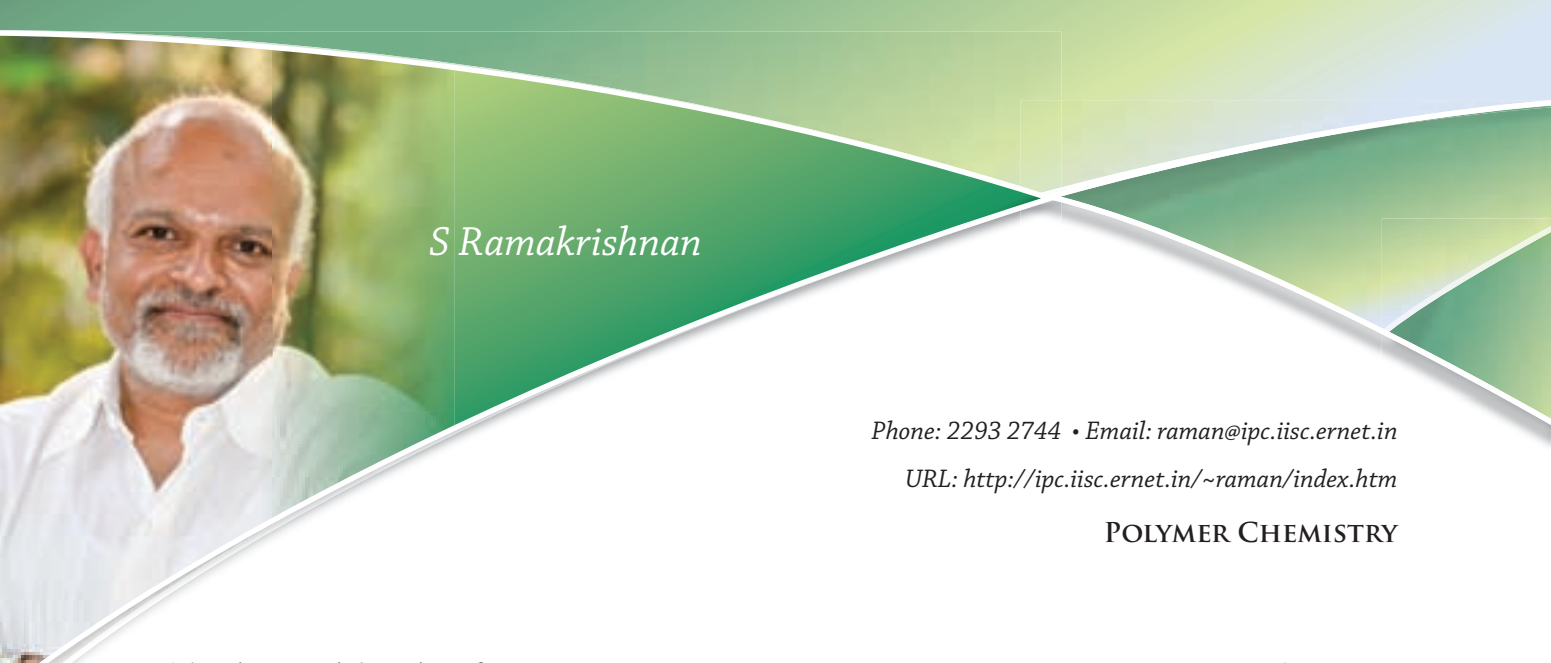 S Ramakrishnan
Phone: 2293 2744 • Email: raman@ipc.iisc.ernet.in
URL: http://ipc.iisc.ernet.in/~raman/index.htm
POLYMER CHEMISTRY